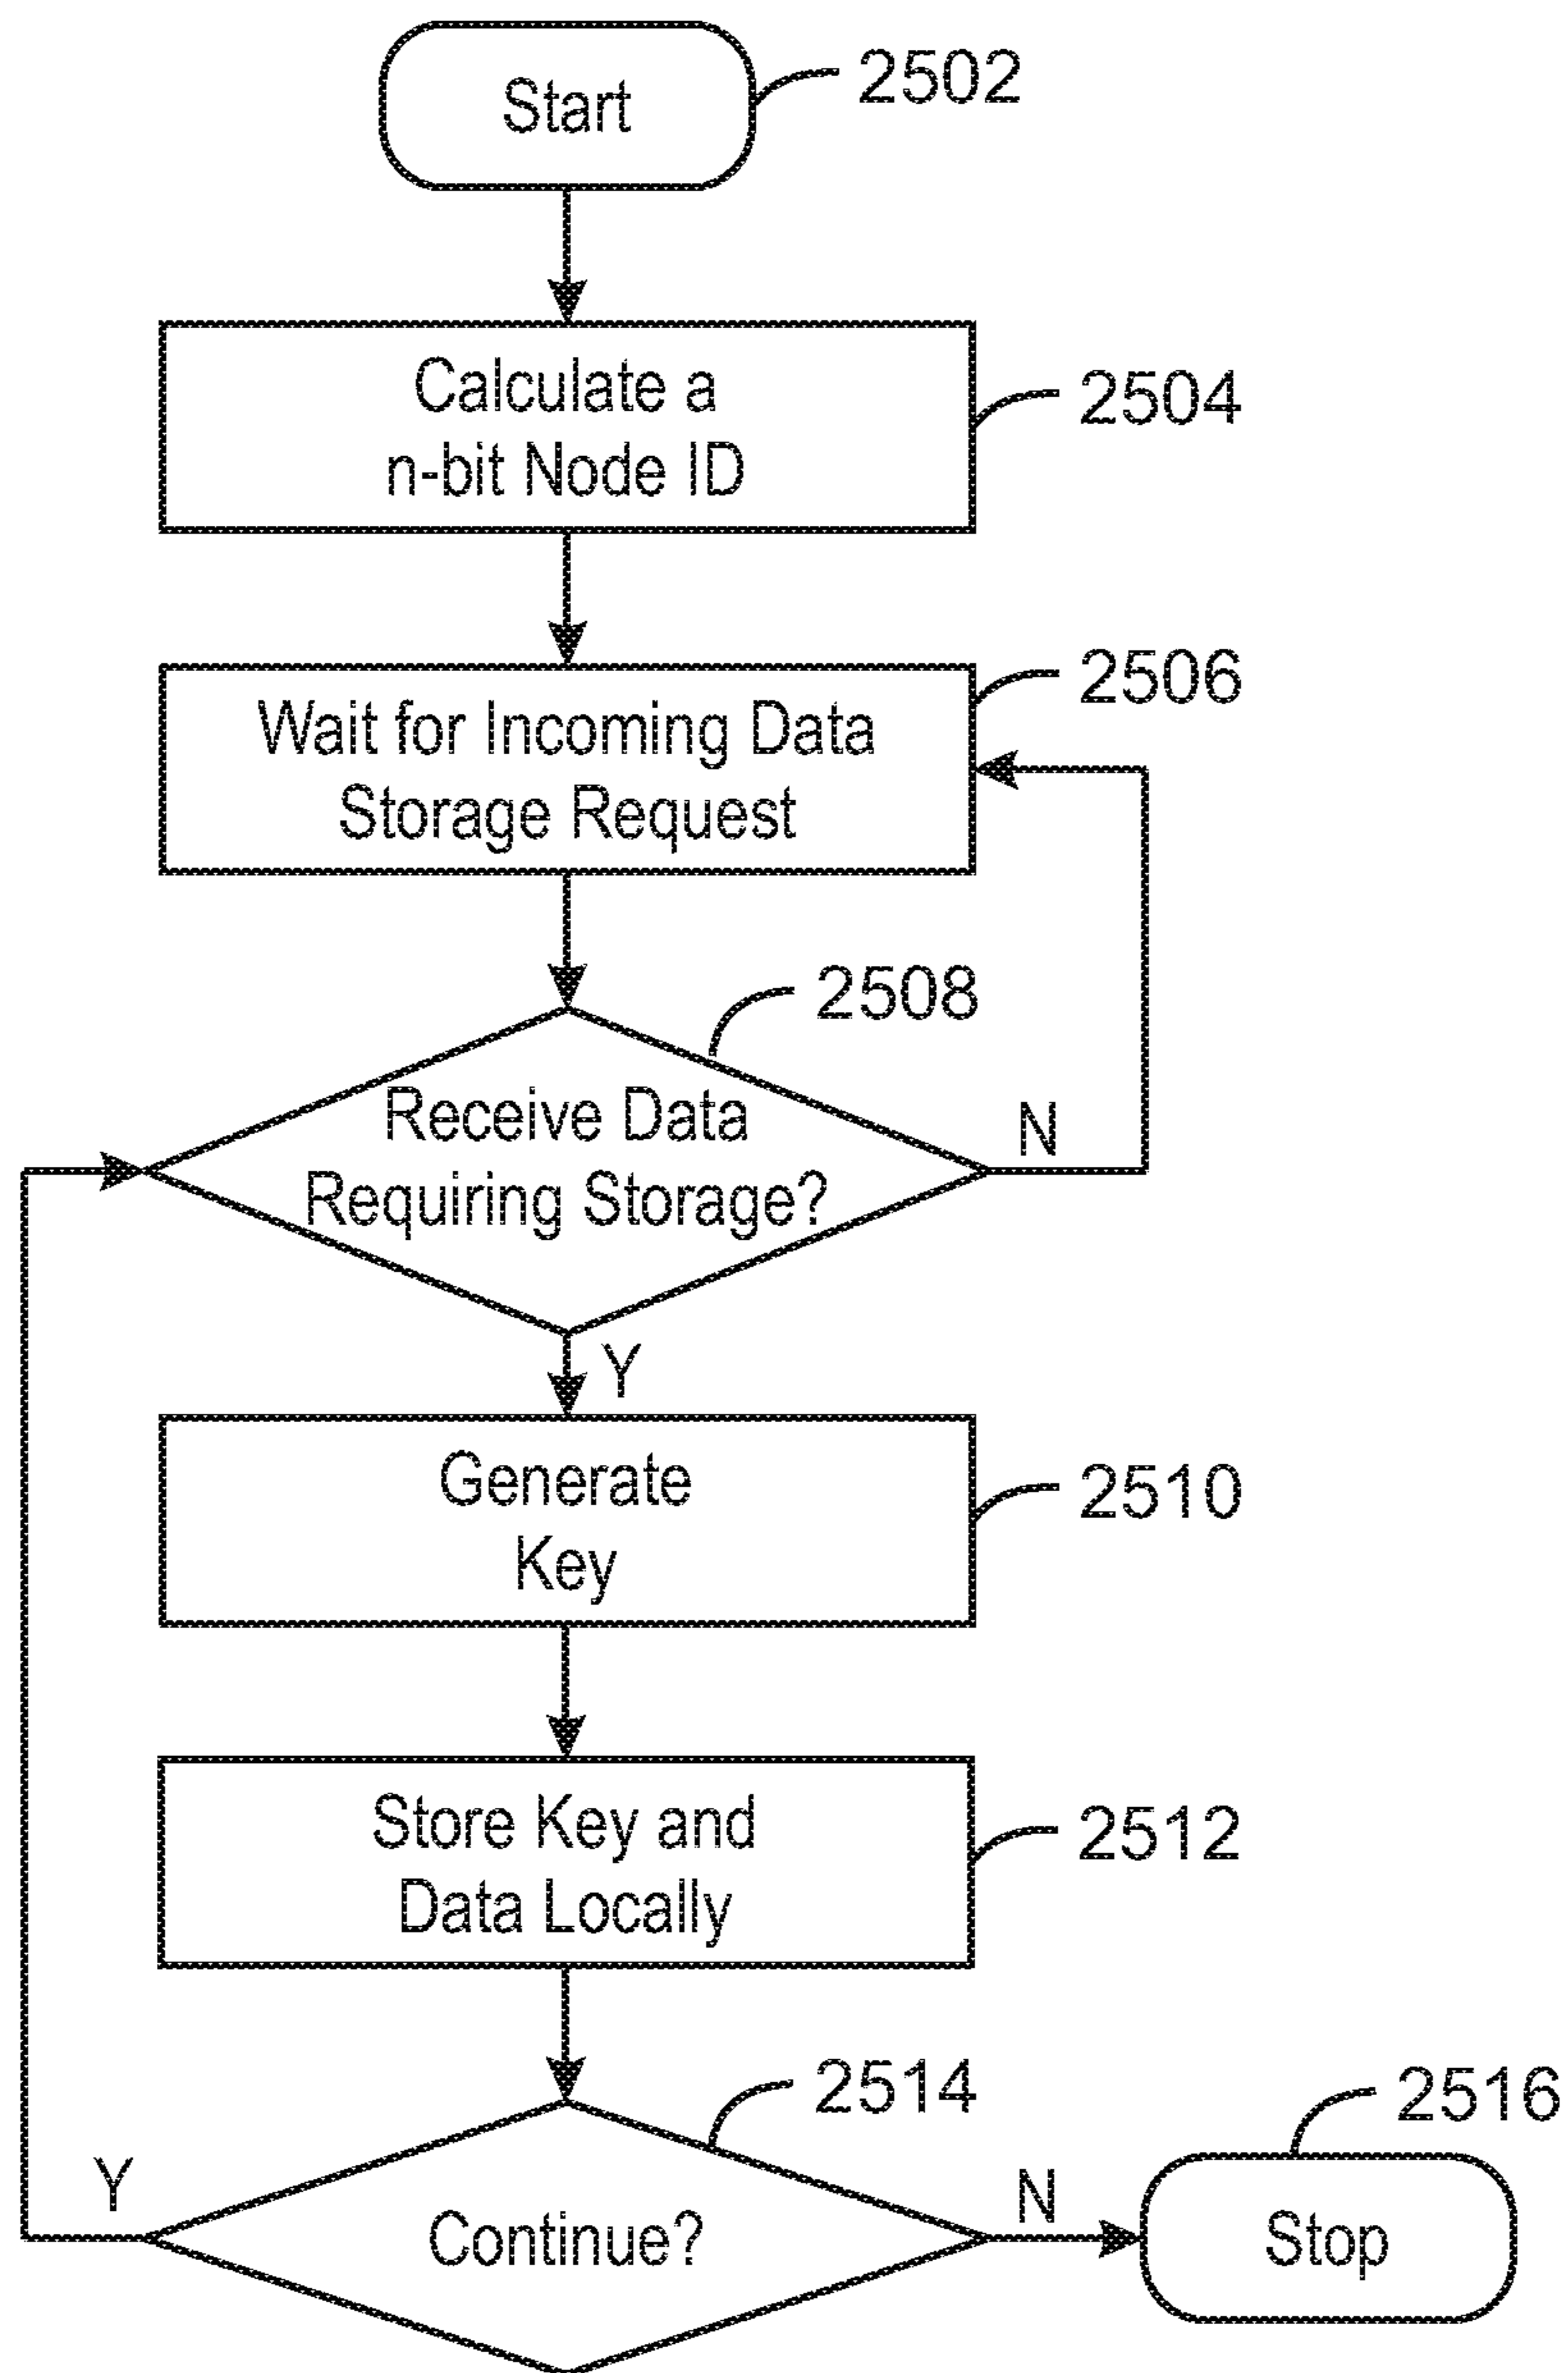 Start
2502
Calculate a
n-bit Node ID
2504
Wait for Incoming Data
Storage Request
2506
2508
Receive Data
Requiring Storage?
N
Y
Generate
Key
2510
Store Key and
Data Locally
2512
2514
2516
Y
Continue?
N
Stop